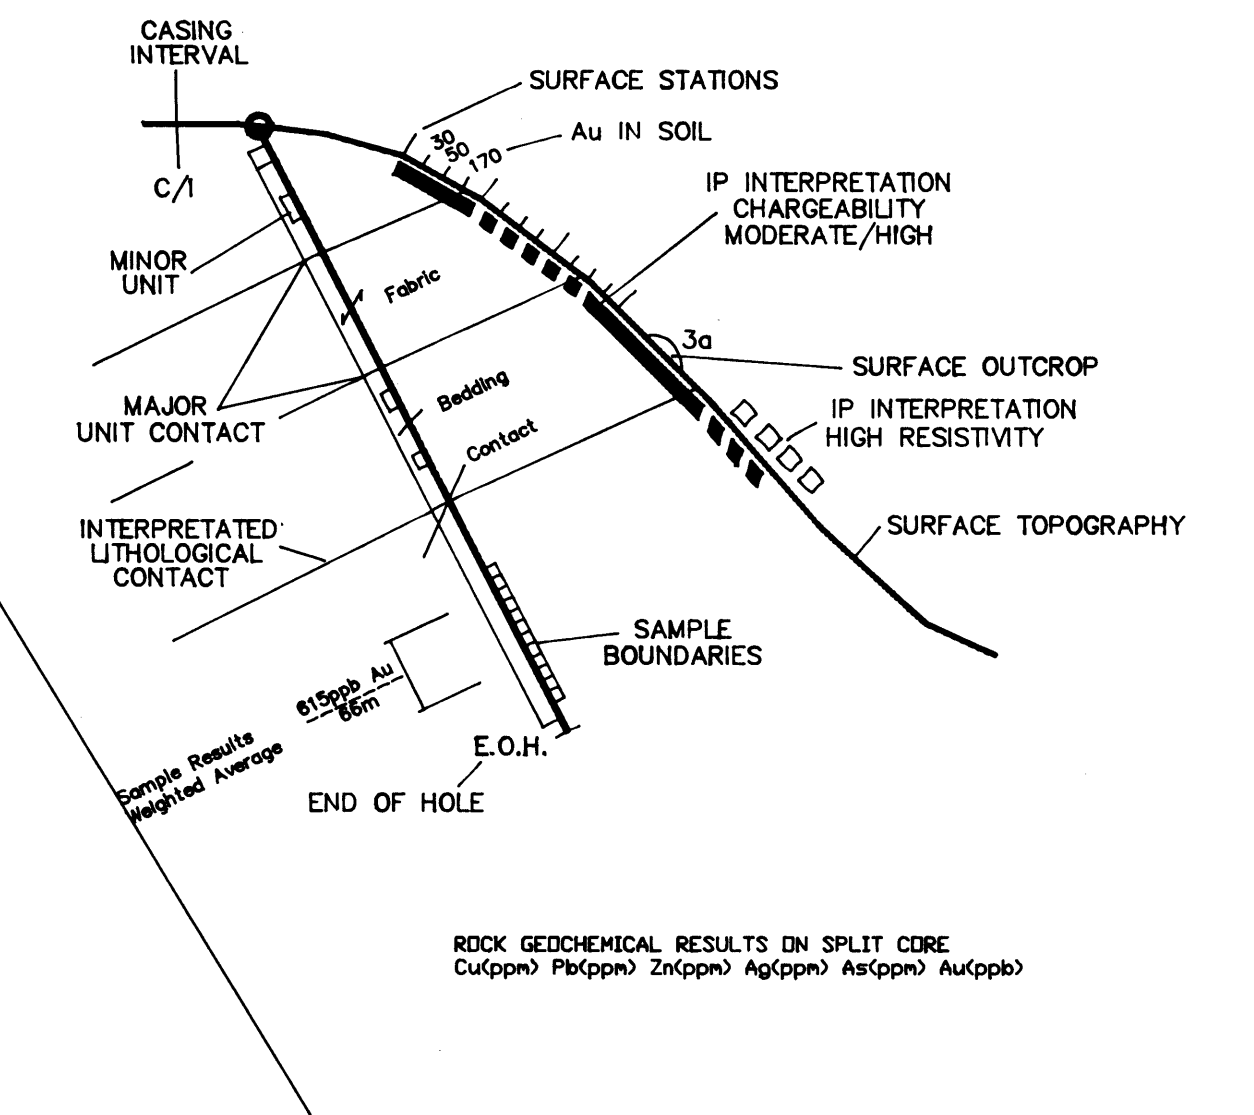 CASING
INTERVAL
SURFACE STATIONS
30
50
170
Au IN SOIL
C/I
IP INTERPRETATION
CHARGEABILITY
MODERATE/HIGH
MINOR
UNIT
Fabric
3a
SURFACE OUTCROP
MAJOR
UNIT CONTACT
Bedding
IP INTERPRETATION
HIGH RESISTIVITY
Contact
INTERPRETATED
LITHOLOGICAL
CONTACT
SURFACE TOPOGRAPHY
SAMPLE
BOUNDARIES
615ppb Au
66m
Sample Results
Weighted Average
E.O.H.
END OF HOLE
ROCK GEOCHEMICAL RESULTS ON SPLIT CORE
Cu(ppm) Pb(ppm) Zn(ppm) Ag(ppm) As(ppm) Au(ppb)